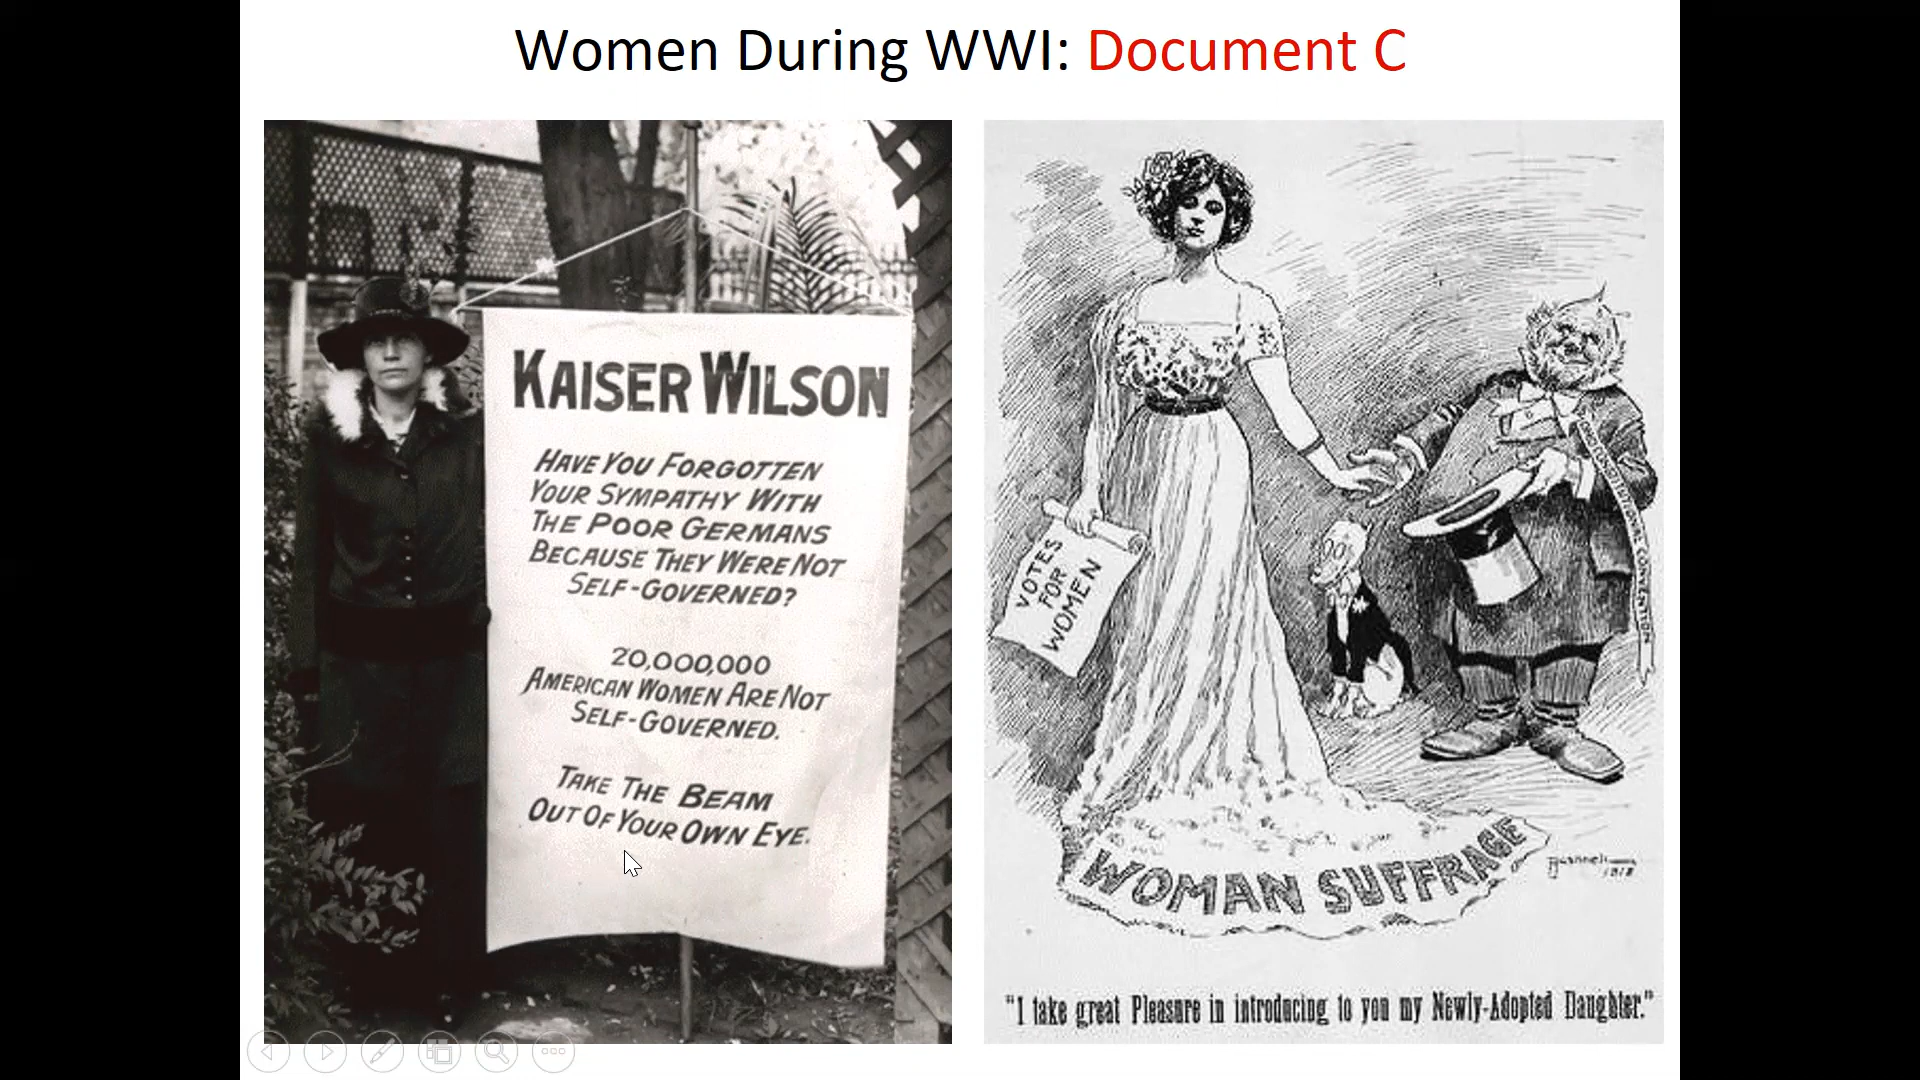 Women During WWI: Document C
KAISER WILSON
HAVE YOU FORGOTTEN
YOUR SYMPATHY WITH
THE POOR GERMANS
BECAUSE THEY WERE NOT
SELF-GOVERNED?
20,000,000
AMERICAN WOMEN ARE NOT
SELF-GOVERNED.
TAKE THE BEAM
OUT OF YOUR OWN EYE.
VOTES
FOR
WOMEN
CONSTITUTIONAL CONVENTION
WOMAN SUFFRAGE
"I take great Pleasure in introducing to you my Newly-Adopted Daughter."